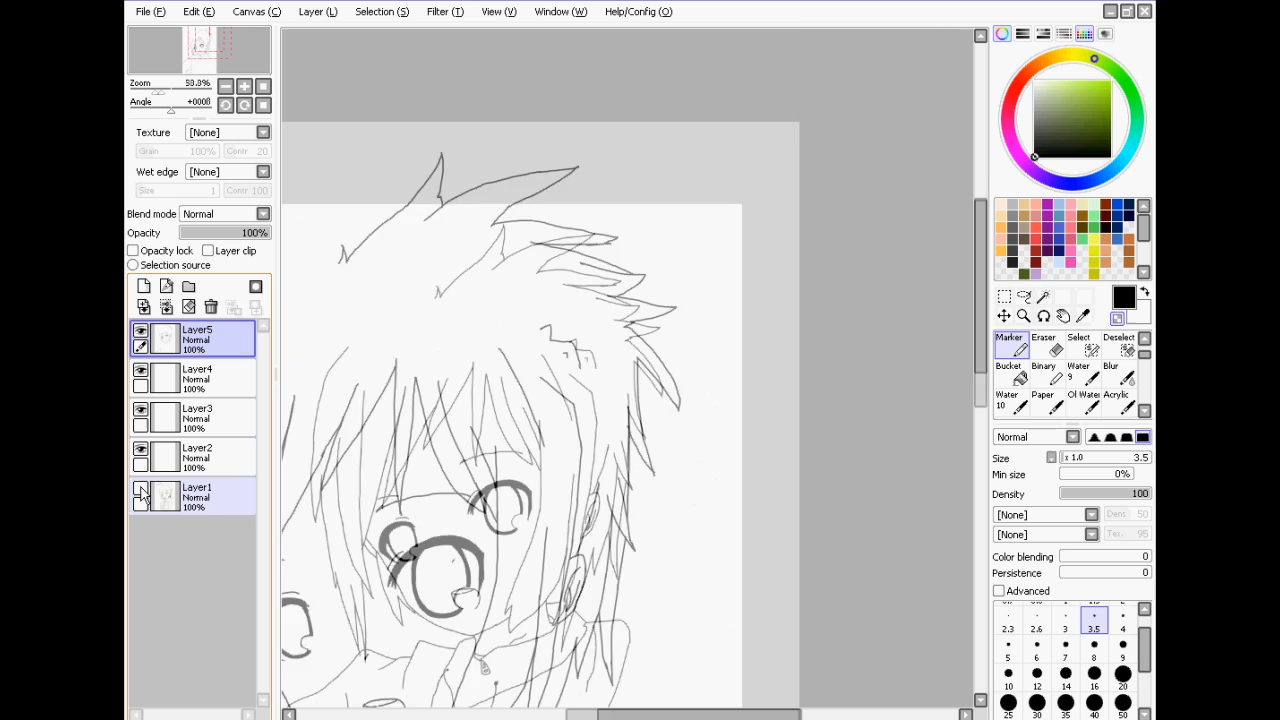 File (F) Edit (E) Canvas (C) Layer (L) Selection (S) Filter (T) View (V) Window (W) Help/Config (O)
Zoom 58.3%
Angle +0008
Texture [None]
Grain 100% Contr 20
Wet edge [None]
Size 1 Contr 100
Blend mode Normal
Opacity 100%
Opacity lock Layer clip
Selection source
Layer5
Normal
100%
Layer4
Normal
100%
Layer3
Normal
100%
Layer2
Normal
100%
Layer1
Normal
100%
Marker Eraser Select Deselect
Bucket Binary Water 9 Blur
Water 10 Paper Ol Water Acrylic
Normal
Size x 1.0 3.5
Min size 0%
Density 100
[None] Dens 50
[None] Tex. 95
Color blending 0
Persistence 0
Advanced
2.3 2.6 3 3.5 4
5 6 7 8 9
10 12 14 16 20
25 30 35 40 50